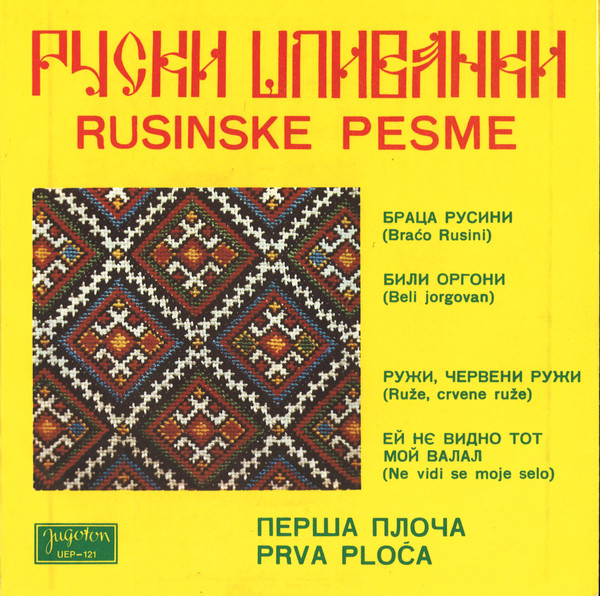 РУСКИ ШПИВАНКИ
RUSINSKE PESME
БРАЦА РУСИНИ
(Braćo Rusini)
БИЛИ ОРГОНИ
(Beli jorgovan)
РУЖИ, ЧЕРВЕНИ РУЖИ
(Ruže, crvene ruže)
ЕЙ НЄ ВИДНО ТОТ
МОЙ ВАЛАЛ
(Ne vidi se moje selo)
ПЕРША ПЛОЧА
PRVA PLOĆA
Jugoton
UEP-121